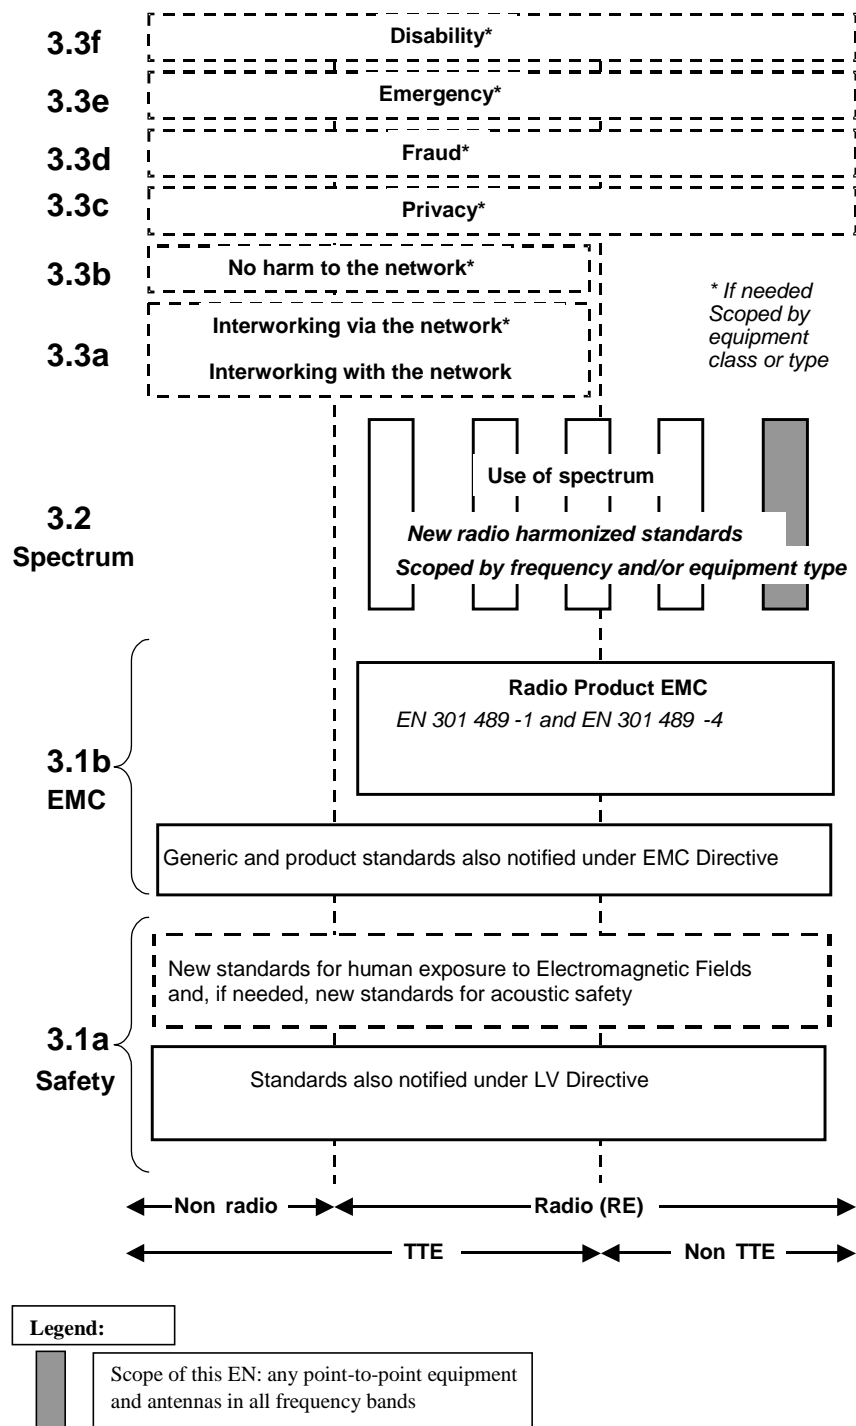 3.3f
Disability*
3.3e
Emergency*
3.3d
Fraud*
3.3c
Privacy*
3.3b
No harm to the network*
* If needed
Scoped by
equipment
class or type
3.3a
Interworking via the network*
Interworking with the network
3.2
Spectrum
Use of spectrum
New radio harmonized standards
Scoped by frequency and/or equipment type
3.1b
EMC
Radio Product EMC
EN 301 489 -1 and EN 301 489 -4
Generic and product standards also notified under EMC Directive
3.1a
Safety
New standards for human exposure to Electromagnetic Fields
and, if needed, new standards for acoustic safety
Standards also notified under LV Directive
Non radio
Radio (RE)
TTE
Non TTE
Legend:
Scope of this EN: any point-to-point equipment
and antennas in all frequency bands